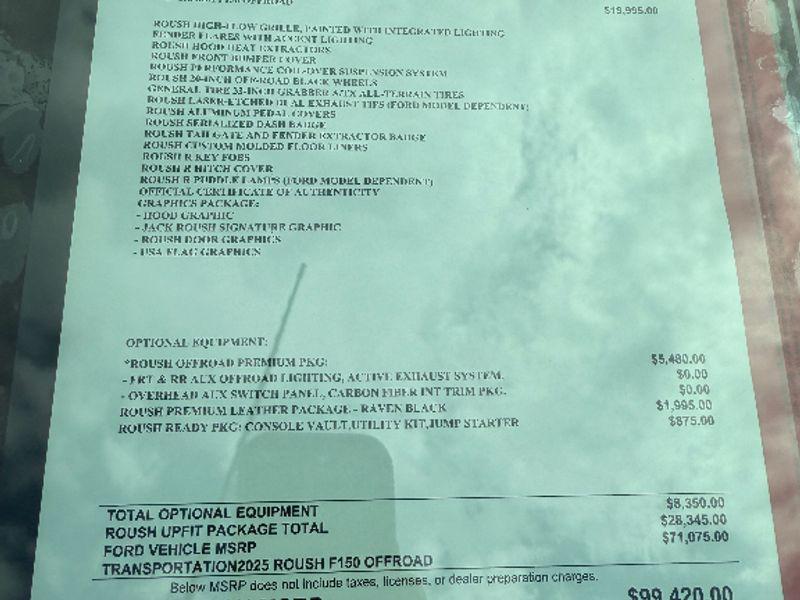 $19,995.00
ROUSH HIGH-FLOW GRILLE, PAINTED WITH INTEGRATED LIGHTING
FENDER FLARES WITH ACCENT LIGHTING
ROUSH HOOD HEAT EXTRACTORS
ROUSH FRONT BUMPER COVER
ROUSH PERFORMANCE COIL-OVER SUSPENSION SYSTEM
ROUSH 20-INCH OFF-ROAD BLACK WHEELS
GENERAL TIRE 33-INCH GRABBER A/TX ALL-TERRAIN TIRES
ROUSH LASER-ETCHED DUAL EXHAUST TIPS (FORD MODEL DEPENDENT)
ROUSH ALUMINUM PEDAL COVERS
ROUSH SERIALIZED DASH BADGE
ROUSH TAILGATE AND FENDER EXTRACTOR BADGE
ROUSH CUSTOM MOLDED FLOOR LINERS
ROUSH R KEY FOBS
ROUSH R HITCH COVER
ROUSH R PUDDLE LAMPS (FORD MODEL DEPENDENT)
OFFICIAL CERTIFICATE OF AUTHENTICITY
GRAPHICS PACKAGE:
- HOOD GRAPHIC
- JACK ROUSH SIGNATURE GRAPHIC
- ROUSH DOOR GRAPHICS
- USA FLAG GRAPHICS
OPTIONAL EQUIPMENT:
*ROUSH OFFROAD PREMIUM PKG: $5,480.00
- FRT & RR AUX OFFROAD LIGHTING, ACTIVE EXHAUST SYSTEM. $0.00
- OVERHEAD AUX SWITCH PANEL, CARBON FIBER INT TRIM PKG. $0.00
ROUSH PREMIUM LEATHER PACKAGE - RAVEN BLACK $1,995.00
ROUSH READY PKG: CONSOLE VAULT,UTILITY KIT,JUMP STARTER $875.00
TOTAL OPTIONAL EQUIPMENT $8,350.00
ROUSH UPFIT PACKAGE TOTAL $28,345.00
FORD VEHICLE MSRP $71,075.00
TRANSPORTATION2025 ROUSH F150 OFFROAD
Below MSRP does not include taxes, licenses, or dealer preparation charges.
$99,420.00